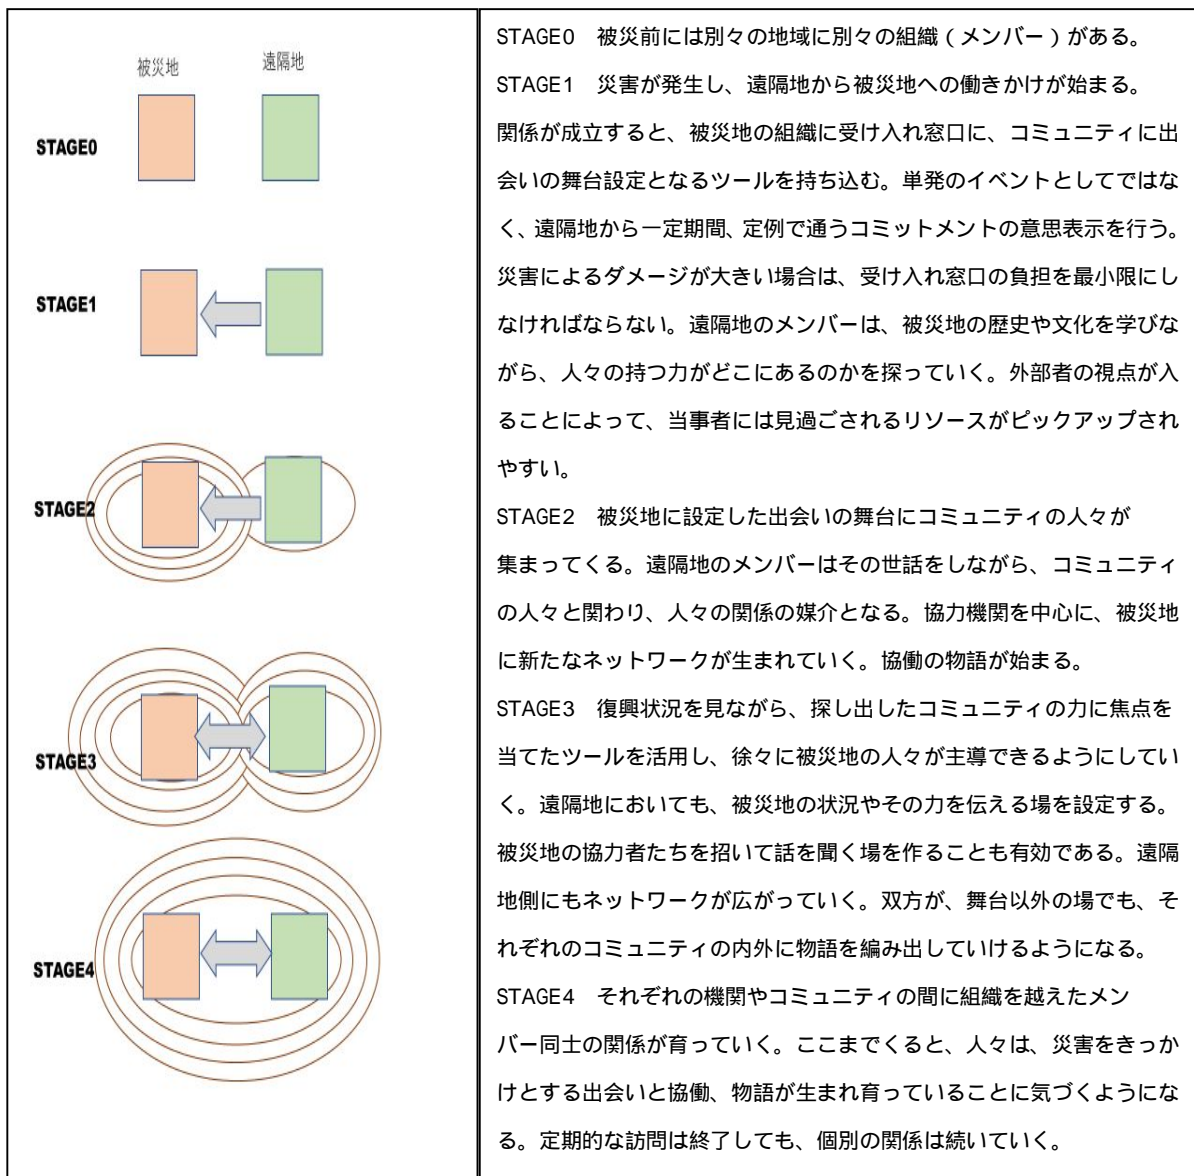 被災地
遠隔地
STAGE0
STAGE1
STAGE2
STAGE3
STAGE4
STAGE0 被災前には別々の地域に別々の組織（メンバー）がある。
STAGE1 災害が発生し、遠隔地から被災地への働きかけが始まる。
関係が成立すると、被災地の組織に受け入れ窓口に、コミュニティに出
会いの舞台設定となるツールを持ち込む。単発のイベントとしてではな
く、遠隔地から一定期間、定例で通うコミットメントの意思表示を行う。
災害によるダメージが大きい場合は、受け入れ窓口の負担を最小限にし
なければならない。遠隔地のメンバーは、被災地の歴史や文化を学びな
がら、人々の持つ力がどこにあるのかを探っていく。外部者の視点が入
ることによって、当事者には見過ごされるリソースがピックアップされ
やすい。
STAGE2 被災地に設定した出会いの舞台にコミュニティの人々が
集まってくる。遠隔地のメンバーはその世話をしながら、コミュニティ
の人々と関わり、人々の関係の媒介となる。協力機関を中心に、被災地
に新たなネットワークが生まれていく。協働の物語が始まる。
STAGE3 復興状況を見ながら、探し出したコミュニティの力に焦点を
当てたツールを活用し、徐々に被災地の人々が主導できるようにしてい
く。遠隔地においても、被災地の状況やその力を伝える場を設定する。
被災地の協力者たちを招いて話を聞く場を作ることも有効である。遠隔
地側にもネットワークが広がっていく。双方が、舞台以外の場でも、そ
れぞれのコミュニティの内外に物語を編み出していけるようになる。
STAGE4 それぞれの機関やコミュニティの間に組織を越えたメン
バー同士の関係が育っていく。ここまでくると、人々は、災害をきっか
けとする出会いと協働、物語が生まれ育っていることに気づくようにな
る。定期的な訪問は終了しても、個別の関係は続いていく。